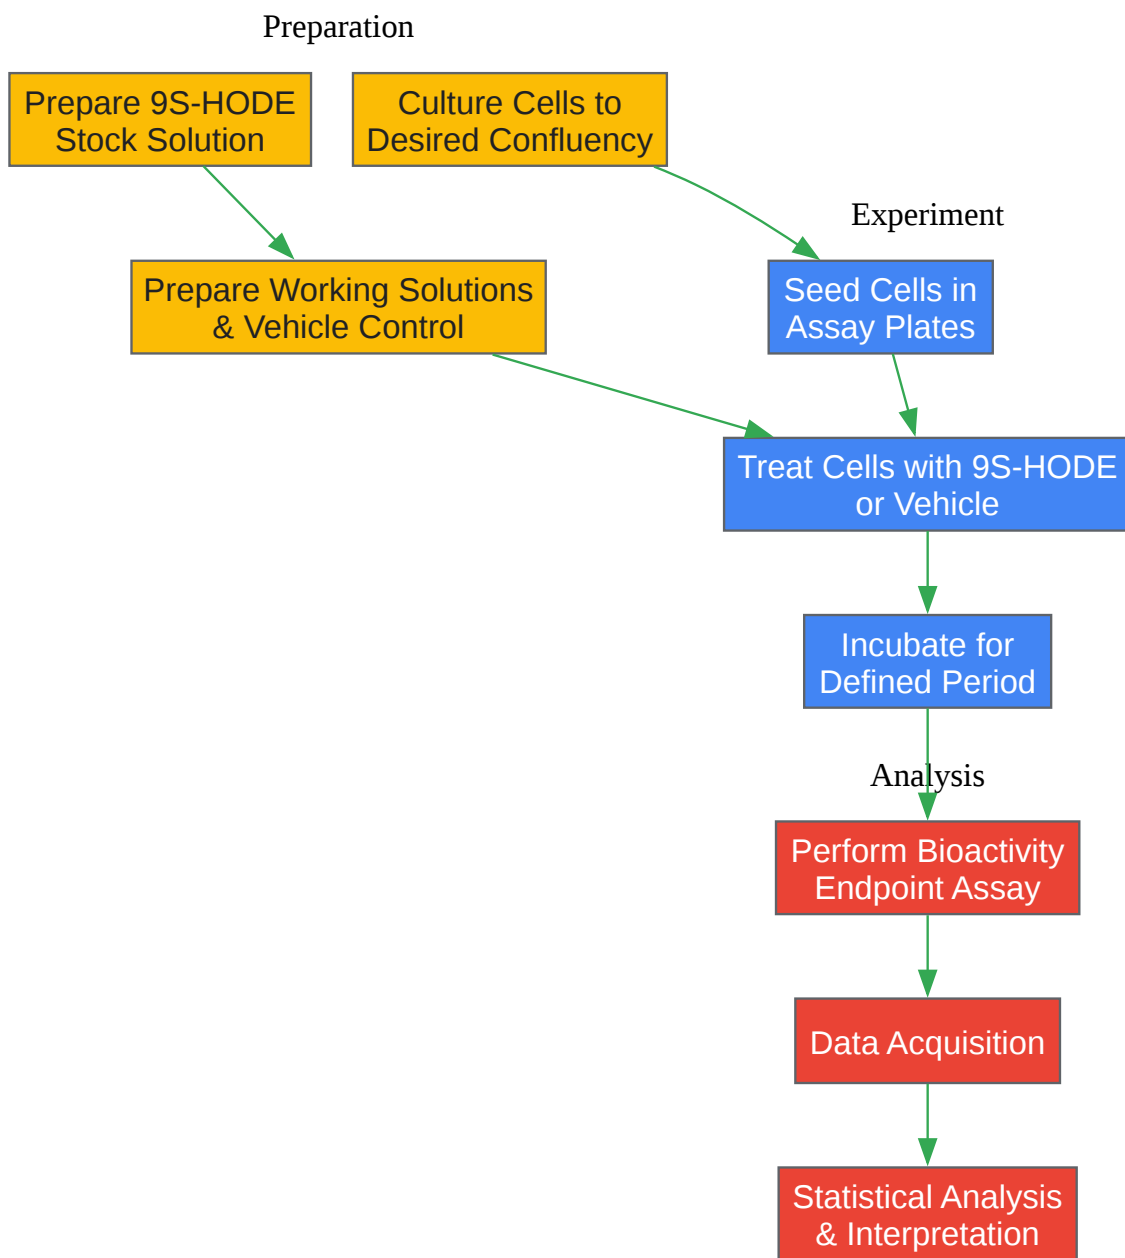 Preparation
Prepare 9S-HODE
Stock Solution
Culture Cells to
Desired Confluency
Experiment
Prepare Working Solutions
& Vehicle Control
Seed Cells in
Assay Plates
Treat Cells with 9S-HODE
or Vehicle
Incubate for
Defined Period
Analysis
Perform Bioactivity
Endpoint Assay
Data Acquisition
Statistical Analysis
& Interpretation